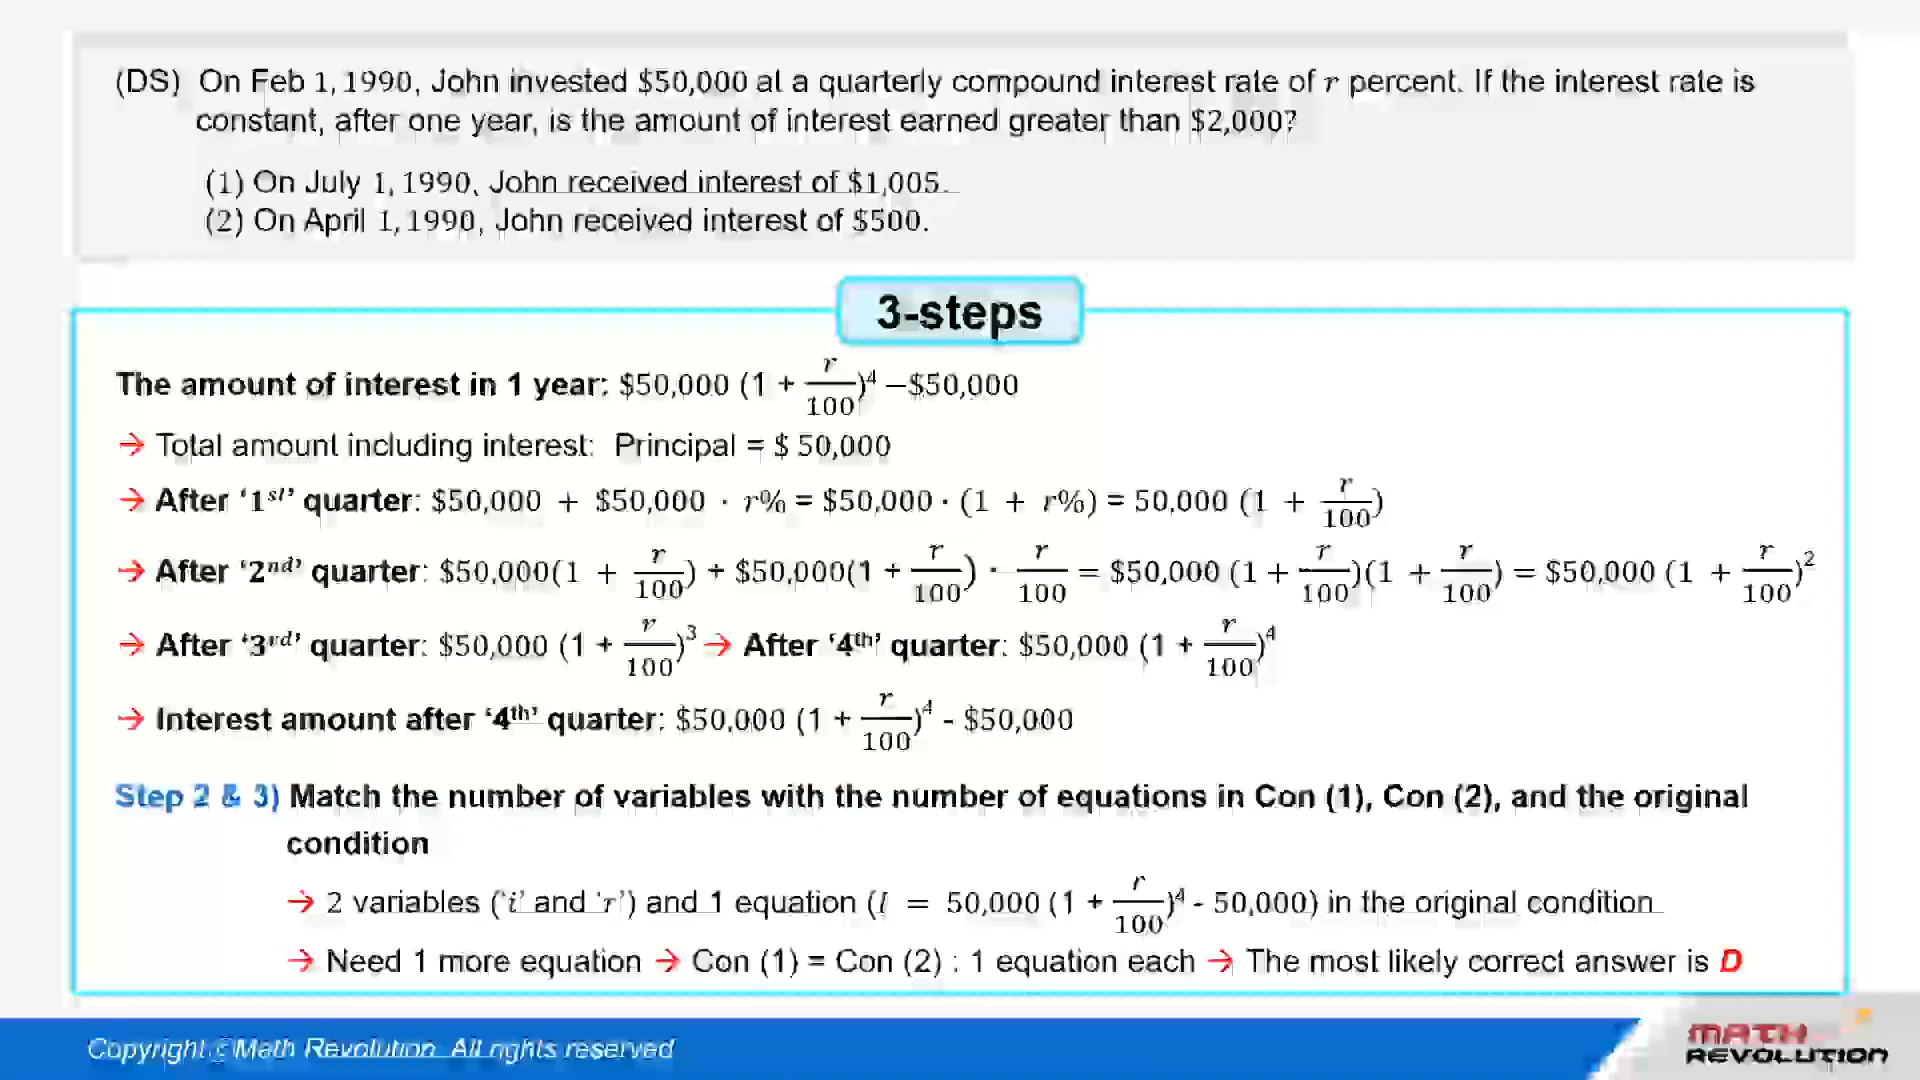 (DS) On Feb 1, 1990, John invested $50,000 at a quarterly compound interest rate of r percent. If the interest rate is
constant, after one year, is the amount of interest earned greater than $2,000?
(1) On July 1, 1990, John received interest of $1,005.
(2) On April 1, 1990, John received interest of $500.
3-steps
The amount of interest in 1 year: $50,000 (1 + r/100)^4 –$50,000
→ Total amount including interest: Principal = $ 50,000
→ After ‘1st’ quarter: $50,000 + $50,000 · r% = $50,000 · (1 + r%) = 50,000 (1 + r/100)
→ After ‘2nd’ quarter: $50,000(1 + r/100) + $50,000(1 + r/100) · r/100 = $50,000 (1 + r/100)(1 + r/100) = $50,000 (1 + r/100)^2
→ After ‘3rd’ quarter: $50,000 (1 + r/100)^3 → After ‘4th’ quarter: $50,000 (1 + r/100)^4
→ Interest amount after ‘4th’ quarter: $50,000 (1 + r/100)^4 - $50,000
Step 2 & 3) Match the number of variables with the number of equations in Con (1), Con (2), and the original
condition
→ 2 variables (‘i’ and ‘r’) and 1 equation (I = 50,000 (1 + r/100)^4 - 50,000) in the original condition
→ Need 1 more equation → Con (1) = Con (2) : 1 equation each → The most likely correct answer is D
Copyright © Math Revolution. All rights reserved
MATH
REVOLUTION